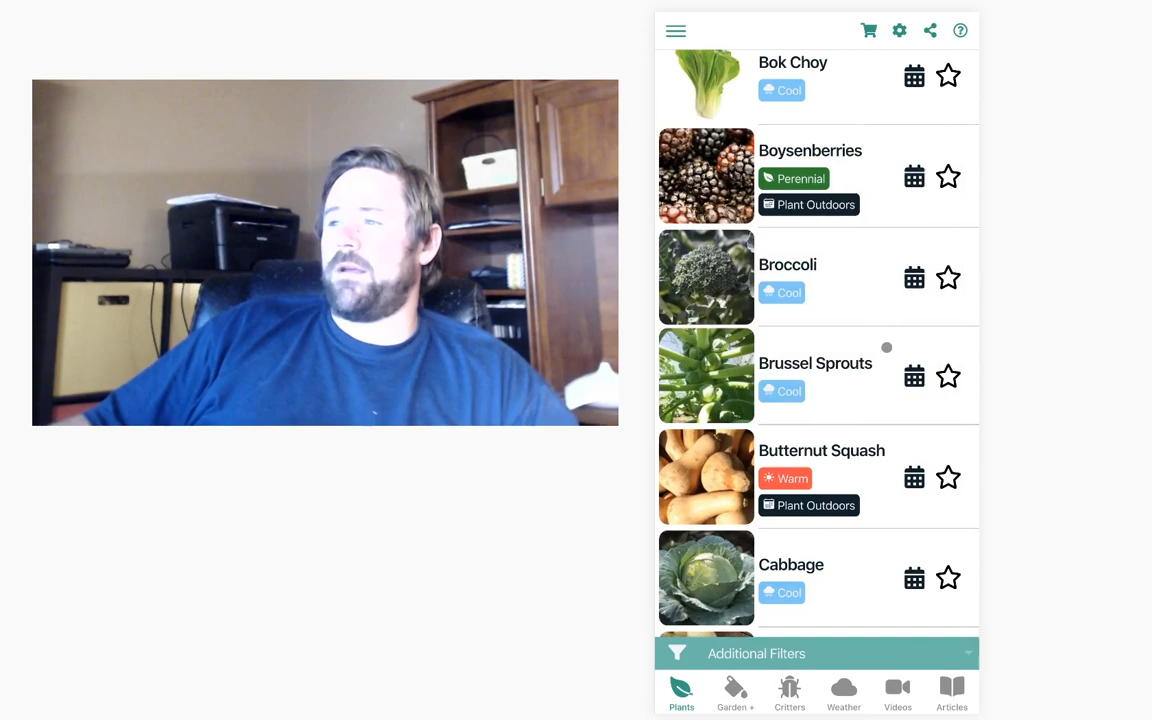 Bok Choy
Cool
Boysenberries
Perennial
Plant Outdoors
Broccoli
Cool
Brussel Sprouts
Cool
Butternut Squash
Warm
Plant Outdoors
Cabbage
Cool
Additional Filters
Plants
Garden +
Critters
Weather
Videos
Articles